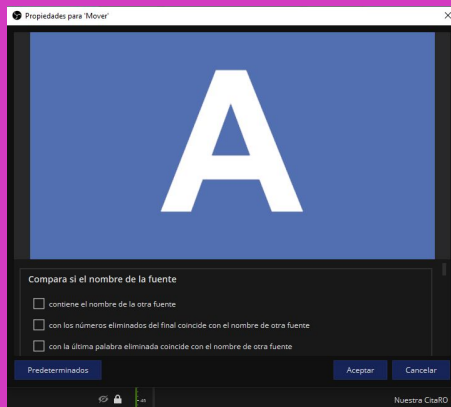 Propiedades para 'Mover'
A
Compara si el nombre de la fuente
contiene el nombre de la otra fuente
con los números eliminados del final coincide con el nombre de otra fuente
con la última palabra eliminada coincide con el nombre de otra fuente
Predeterminados
Aceptar
Cancelar
-45
Nuestra CitaRO